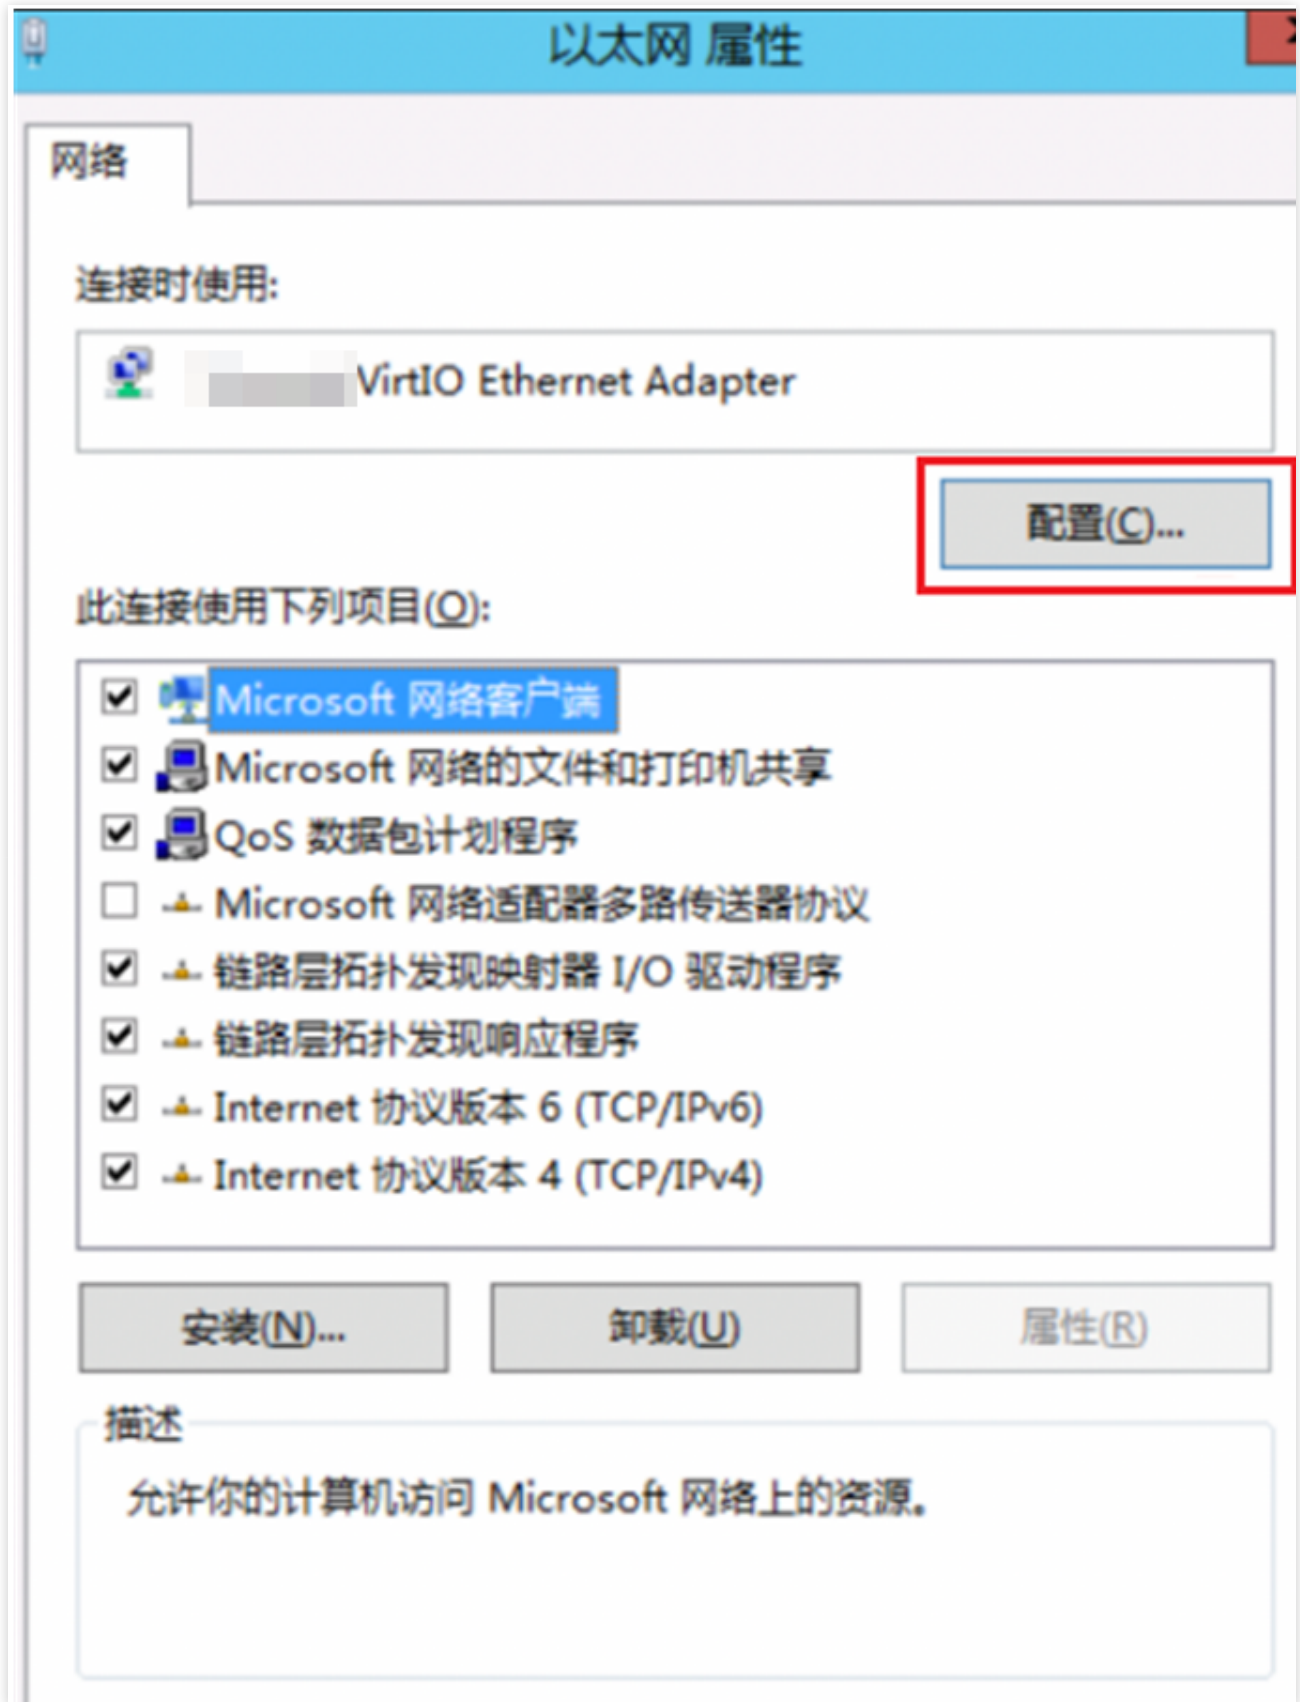 以太网 属性
网络
连接时使用:
VirtIO Ethernet Adapter
配置(C)...
此连接使用下列项目(O):
Microsoft 网络客户端
Microsoft 网络的文件和打印机共享
QoS 数据包计划程序
Microsoft 网络适配器多路传送器协议
链路层拓扑发现映射器 I/O 驱动程序
链路层拓扑发现响应程序
Internet 协议版本 6 (TCP/IPv6)
Internet 协议版本 4 (TCP/IPv4)
安装(N)...
卸载(U)
属性(R)
描述
允许你的计算机访问 Microsoft 网络上的资源。